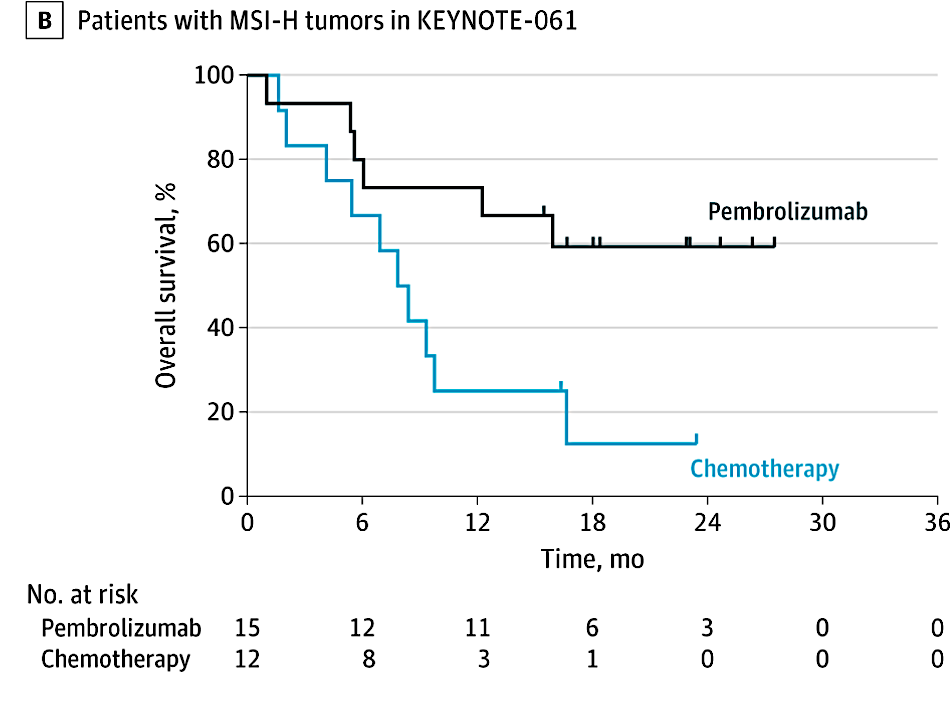 B Patients with MSI-H tumors in KEYNOTE-061
100
80
60
40
20
0
Overall survival, %
Pembrolizumab
Chemotherapy
0 6 12 18 24 30 36
Time, mo
No. at risk
Pembrolizumab 15 12 11 6 3 0 0
Chemotherapy 12 8 3 1 0 0 0